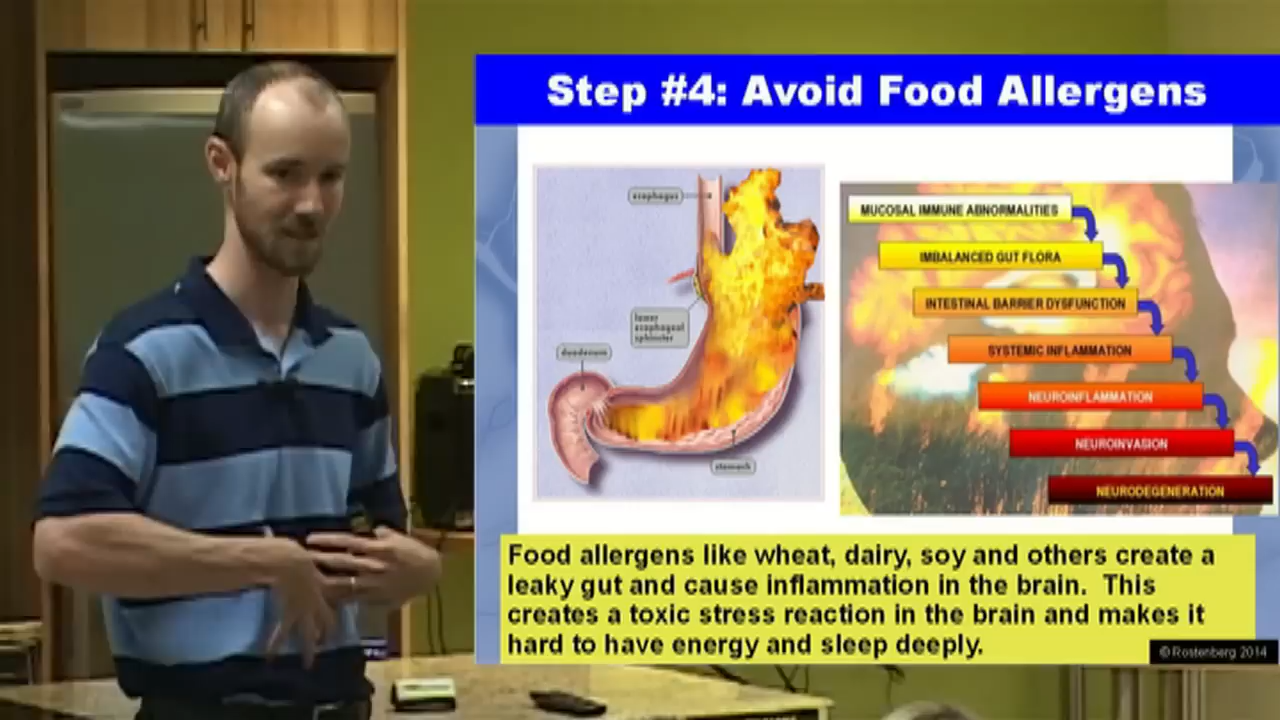 Step #4: Avoid Food Allergens
esophagus
lower
esophageal
sphincter
duodenum
stomach
MUCOSAL IMMUNE ABNORMALITIES
IMBALANCED GUT FLORA
INTESTINAL BARRIER DYSFUNCTION
SYSTEMIC INFLAMMATION
NEUROINFLAMMATION
NEUROINVASION
NEURODEGENERATION
Food allergens like wheat, dairy, soy and others create a
leaky gut and cause inflammation in the brain. This
creates a toxic stress reaction in the brain and makes it
hard to have energy and sleep deeply.
© Rostenberg 2014